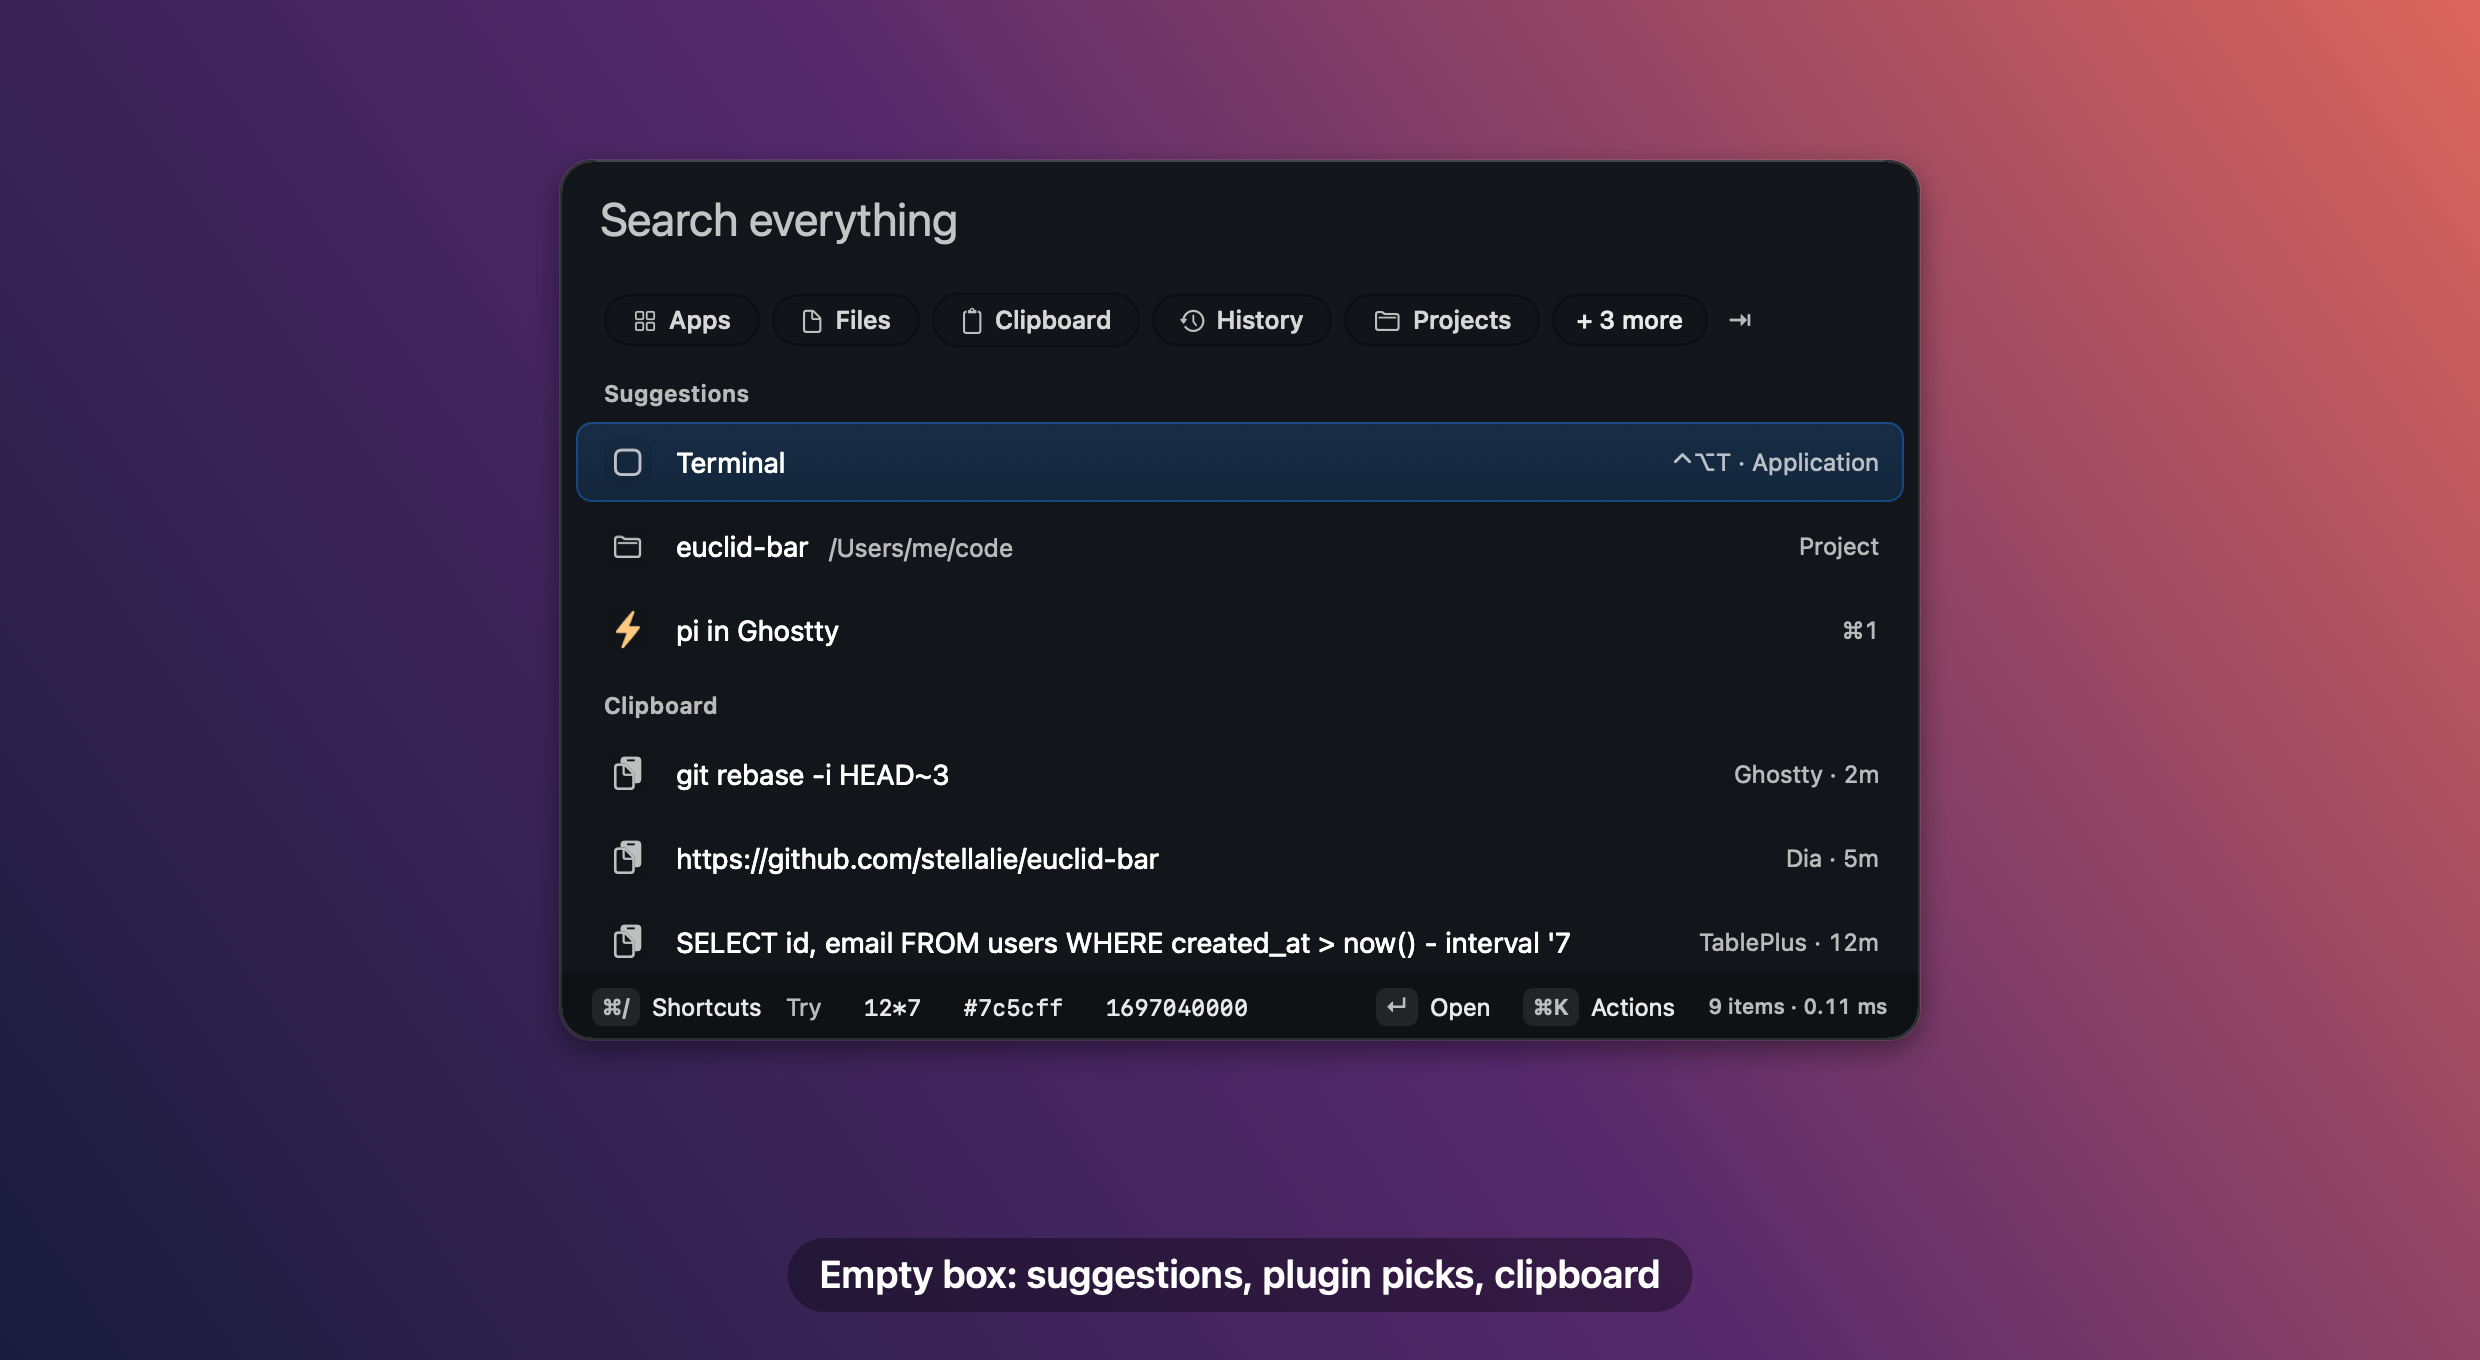 Search everything
Apps Files Clipboard History Projects + 3 more ⇥
Suggestions
Terminal ^⌥T · Application
euclid-bar /Users/me/code Project
pi in Ghostty ⌘1
Clipboard
git rebase -i HEAD~3 Ghostty · 2m
https://github.com/stellalie/euclid-bar Dia · 5m
SELECT id, email FROM users WHERE created_at > now() - interval '7 TablePlus · 12m
⌘/ Shortcuts Try 12*7 #7c5cff 1697040000 ↵ Open ⌘K Actions 9 items · 0.11 ms
Empty box: suggestions, plugin picks, clipboard